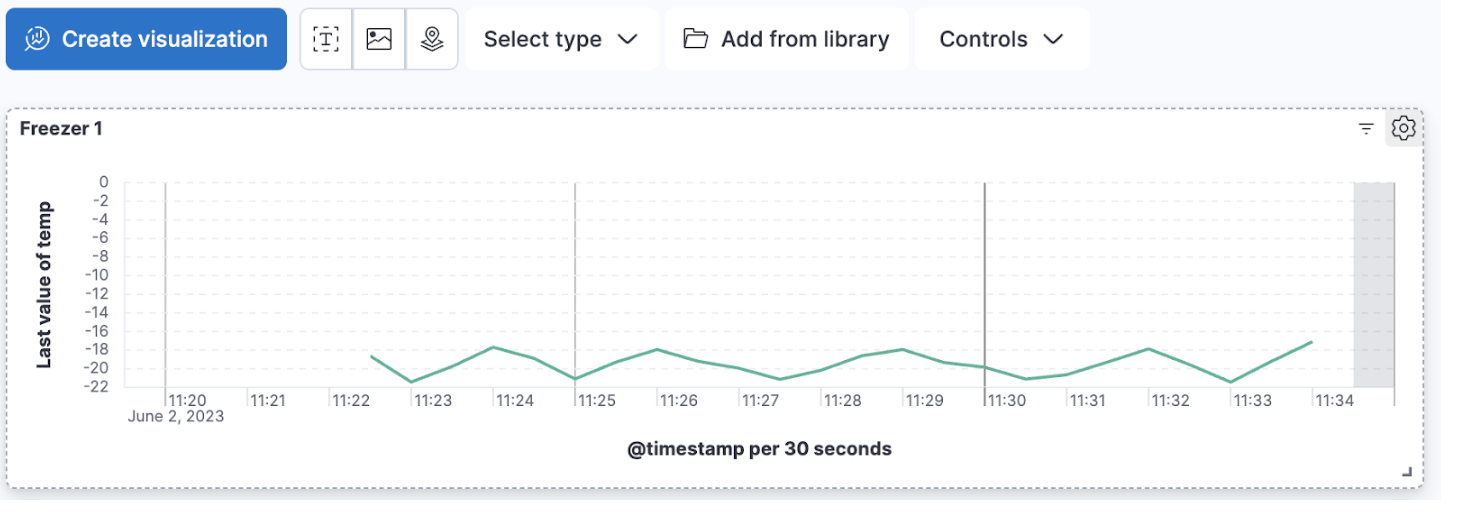 Create visualization Select type Add from library Controls
Freezer 1
Last value of temp
0
-2
-4
-6
-8
-10
-12
-14
-16
-18
-20
-22
11:20 11:21 11:22 11:23 11:24 11:25 11:26 11:27 11:28 11:29 11:30 11:31 11:32 11:33 11:34
June 2, 2023
@timestamp per 30 seconds